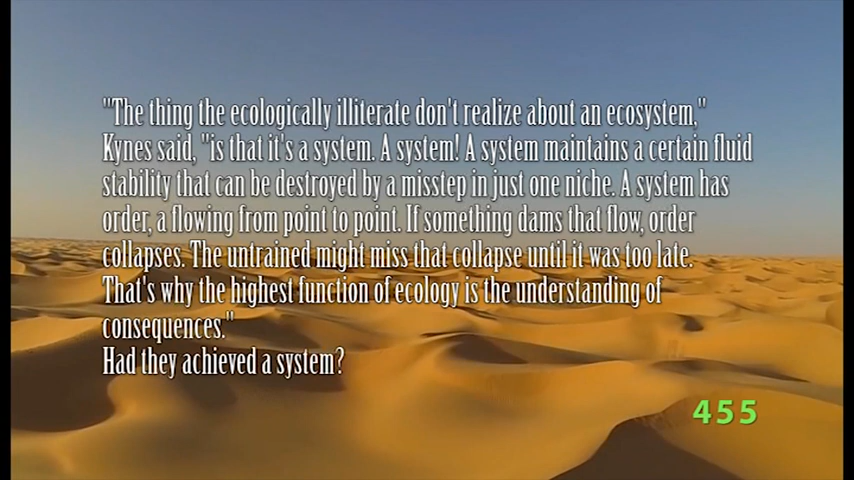 "The thing the ecologically illiterate don't realize about an ecosystem,"
Kynes said, "is that it's a system. A system! A system maintains a certain fluid
stability that can be destroyed by a misstep in just one niche. A system has
order, a flowing from point to point. If something dams that flow, order
collapses. The untrained might miss that collapse until it was too late.
That's why the highest function of ecology is the understanding of
consequences."
Had they achieved a system?
455